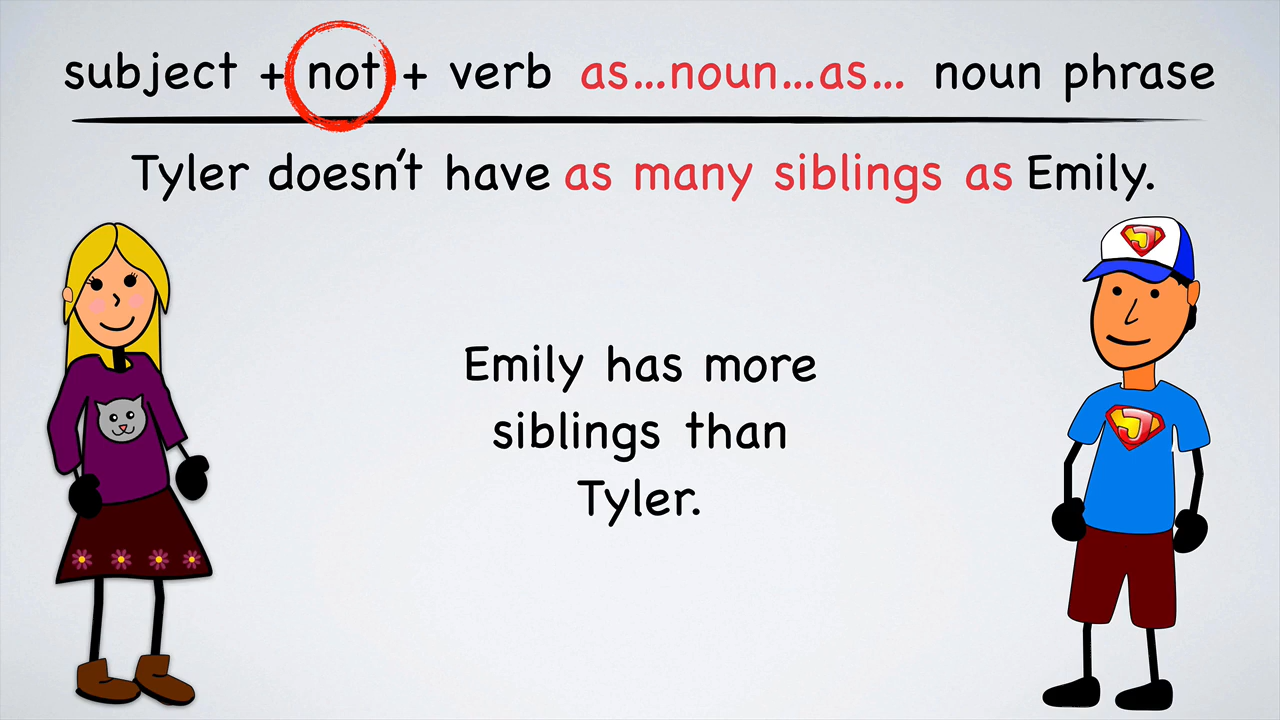 subject + not + verb as...noun...as... noun phrase
Tyler doesn't have as many siblings as Emily.
Emily has more
siblings than
Tyler.
J
J